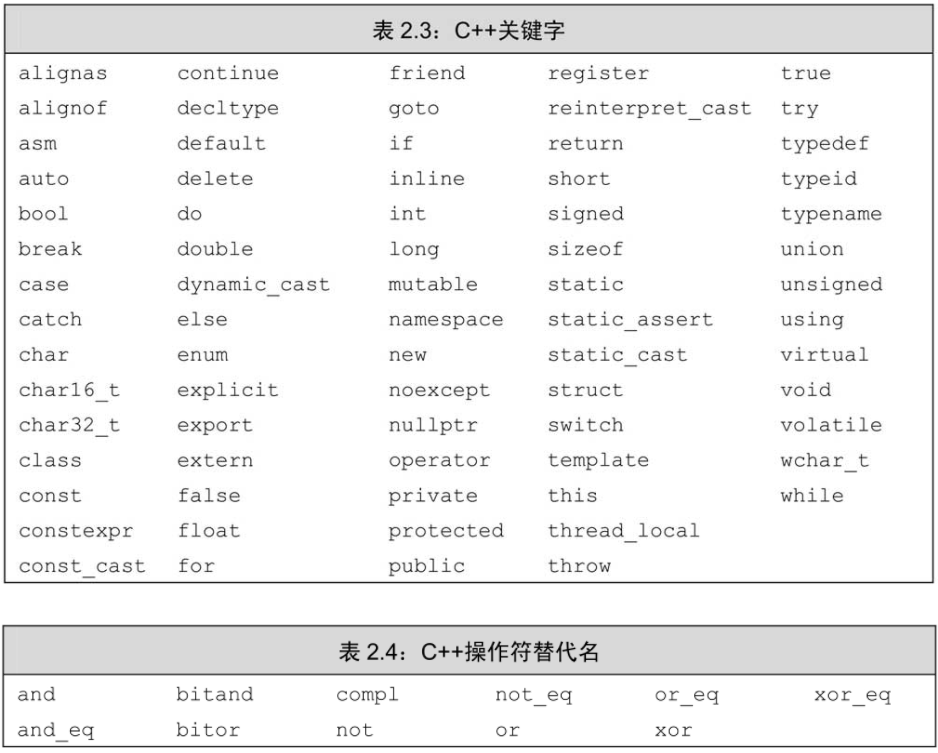 表 2.3：C++关键字
alignas continue friend register true
alignof decltype goto reinterpret_cast try
asm default if return typedef
auto delete inline short typeid
bool do int signed typename
break double long sizeof union
case dynamic_cast mutable static unsigned
catch else namespace static_assert using
char enum new static_cast virtual
char16_t explicit noexcept struct void
char32_t export nullptr switch volatile
class extern operator template wchar_t
const false private this while
constexpr float protected thread_local
const_cast for public throw
表 2.4：C++操作符替代名
and bitand compl not_eq or_eq xor_eq
and_eq bitor not or xor